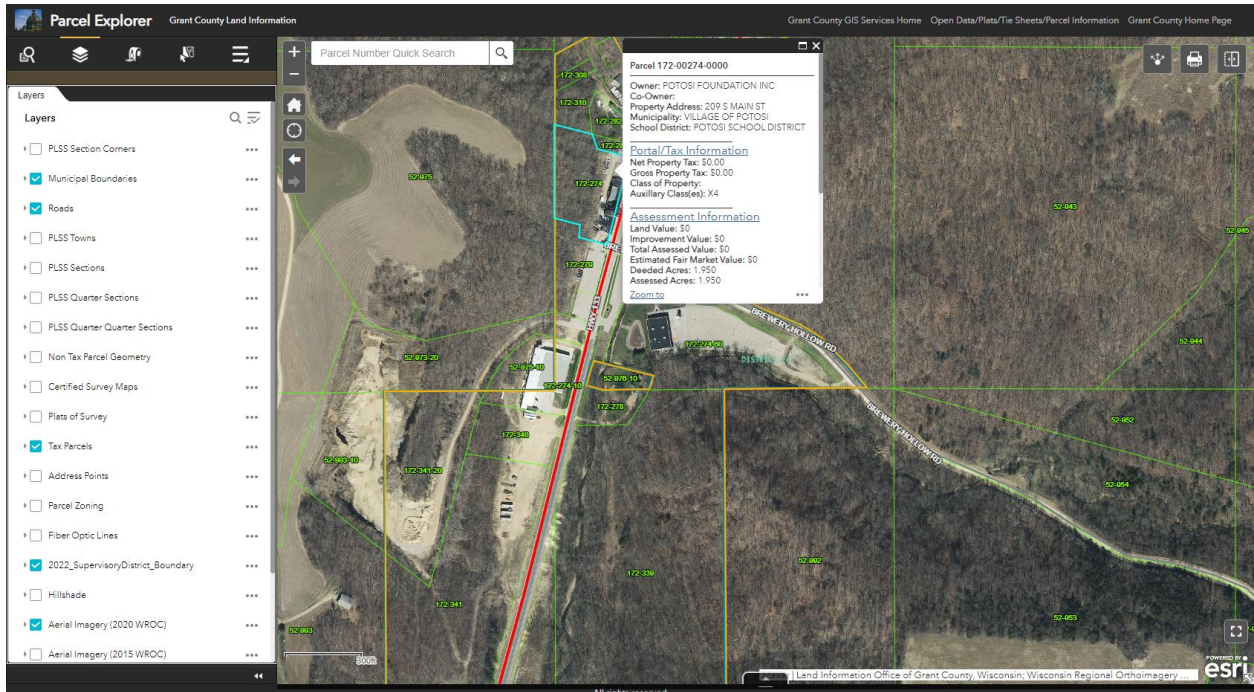 Parcel Explorer
Grant County Land Information
Grant County GIS Services Home
Open Data/Plats/Tie Sheets/Parcel Information
Grant County Home Page
Layers
Layers
PLSS Section Corners
Municipal Boundaries
Roads
PLSS Towns
PLSS Sections
PLSS Quarter Sections
PLSS Quarter Quarter Sections
Non Tax Parcel Geometry
Certified Survey Maps
Plats of Survey
Tax Parcels
Address Points
Parcel Zoning
Fiber Optic Lines
2022_SupervisoryDistrict_Boundary
Hillshade
Aerial Imagery (2020 WROC)
Aerial Imagery (2015 WROC)
Parcel Number Quick Search
Parcel 172-00274-0000
Owner: POTOSI FOUNDATION INC
Co-Owner:
Property Address: 209 S MAIN ST
Municipality: VILLAGE OF POTOSI
School District: POTOSI SCHOOL DISTRICT
Portal/Tax Information
Net Property Tax: $0.00
Gross Property Tax: $0.00
Class of Property:
Auxillary Class(es): X4
Assessment Information
Land Value: $0
Improvement Value: $0
Total Assessed Value: $0
Estimated Fair Market Value: $0
Deeded Acres: 1.950
Assessed Acres: 1.950
Zoom to
172-308
172-310
52-975
172-274
52-943
52-945
172-279
HWY 133
BREWERY HOLLOW RD
172-274-60
52-944
52-973-20
52-975-10
172-274-10
52-976-10
172-278
BREWERY HOLLOW RD
52-952
172-340
52-993-10
172-341-20
52-954
172-339
52-992
172-341
52-993
52-953
300ft
Land Information Office of Grant County, Wisconsin; Wisconsin Regional Orthoimagery ...
POWERED BY
esri
All rights reserved